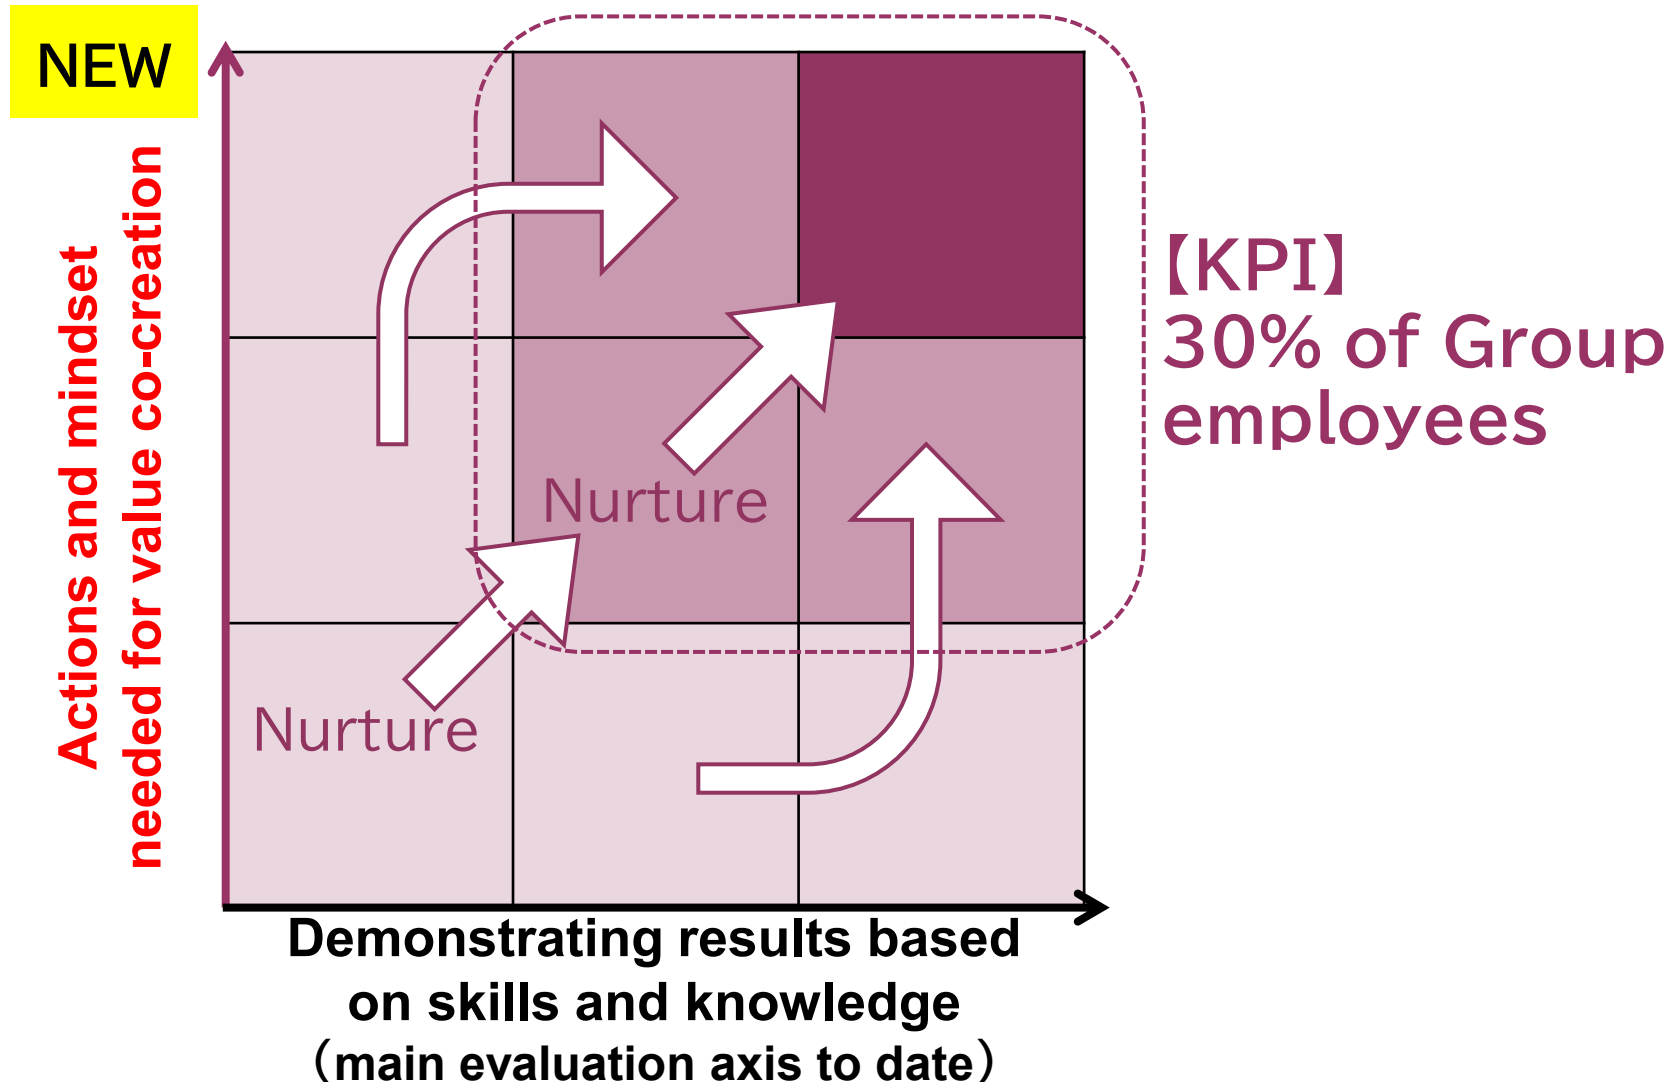 NEW
Actions and mindset
needed for value co-creation
【KPI】
30% of Group
employees
Nurture
Nurture
Demonstrating results based
on skills and knowledge
（main evaluation axis to date）